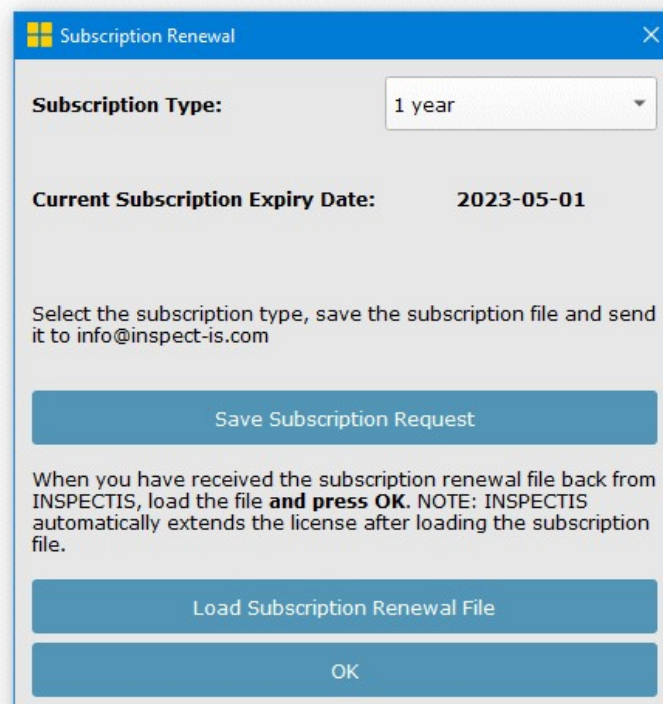 Subscription Renewal
Subscription Type:
1 year
Current Subscription Expiry Date:
2023-05-01
Select the subscription type, save the subscription file and send
it to info@inspect-is.com
Save Subscription Request
When you have received the subscription renewal file back from
INSPECTIS, load the file and press OK. NOTE: INSPECTIS
automatically extends the license after loading the subscription
file.
Load Subscription Renewal File
OK